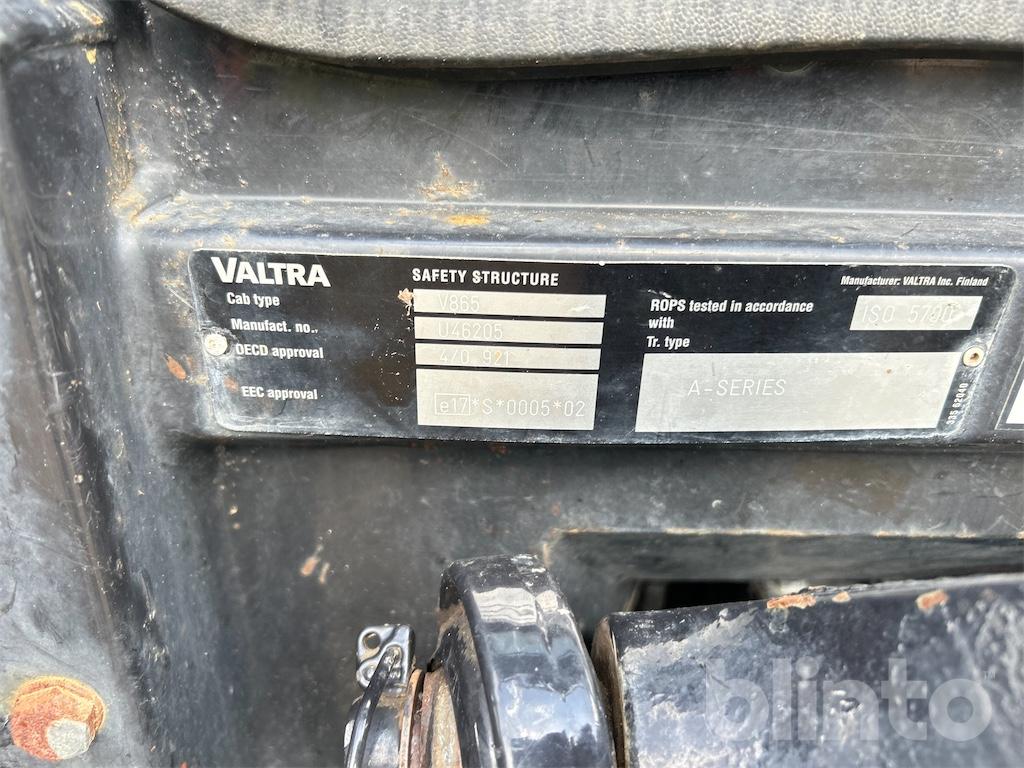 VALTRA
SAFETY STRUCTURE
Manufacturer: VALTRA Inc. Finland
Cab type V865
Manufact. no.. U46205
OECD approval 4/0 921
EEC approval e17*S*0005*02
ROPS tested in accordance
with
ISO 5700
Tr. type
A-SERIES
blinto